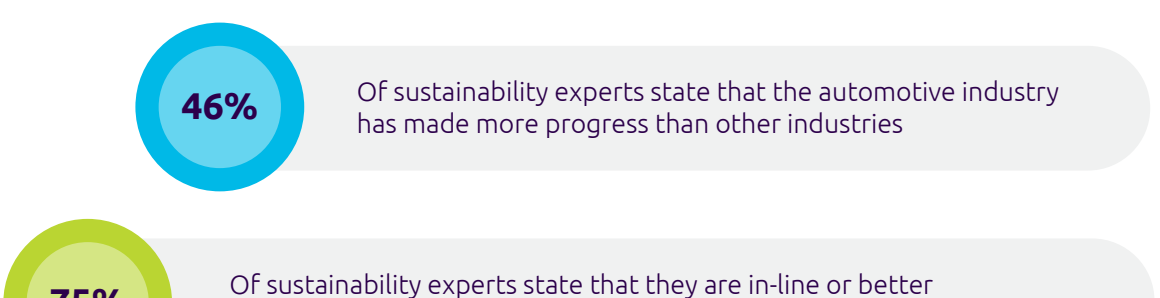 46%
Of sustainability experts state that the automotive industry
has made more progress than other industries
75%
Of sustainability experts state that they are in-line or better